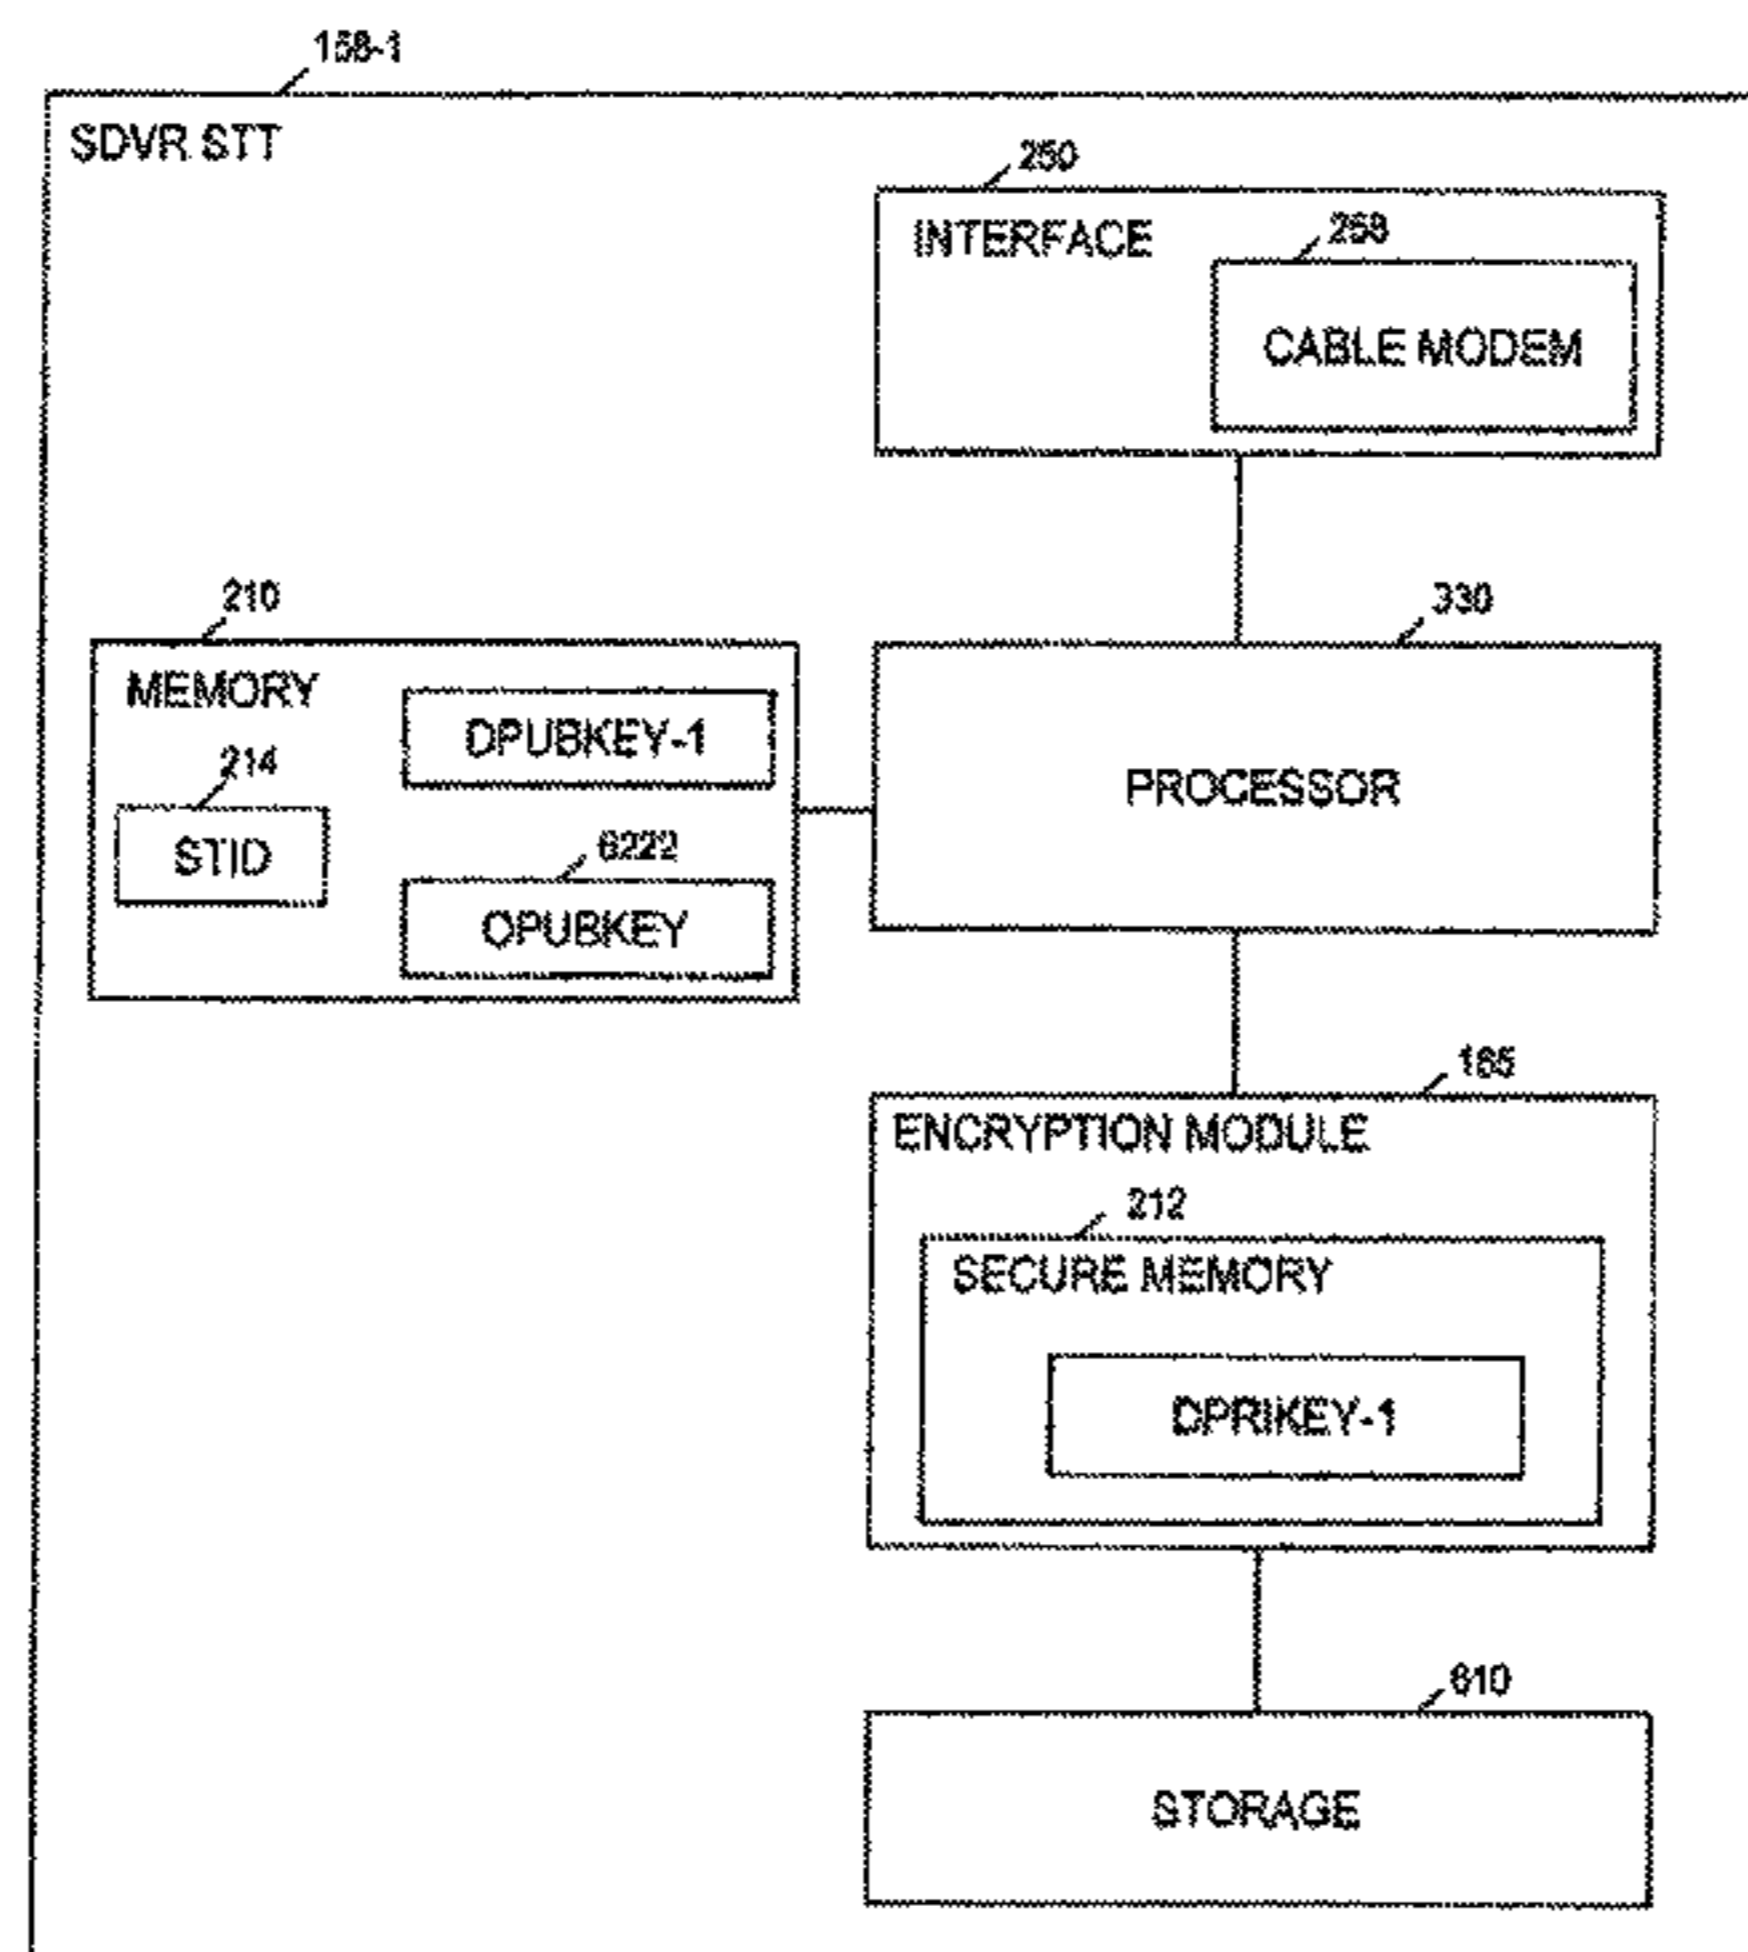 158-1
SDVR STT
250
INTERFACE
258
CABLE MODEM
210
MEMORY
DPUBKEY-1
214
STID
6222
OPUBKEY
330
PROCESSOR
165
ENCRYPTION MODULE
212
SECURE MEMORY
DPRIKEY-1
610
STORAGE